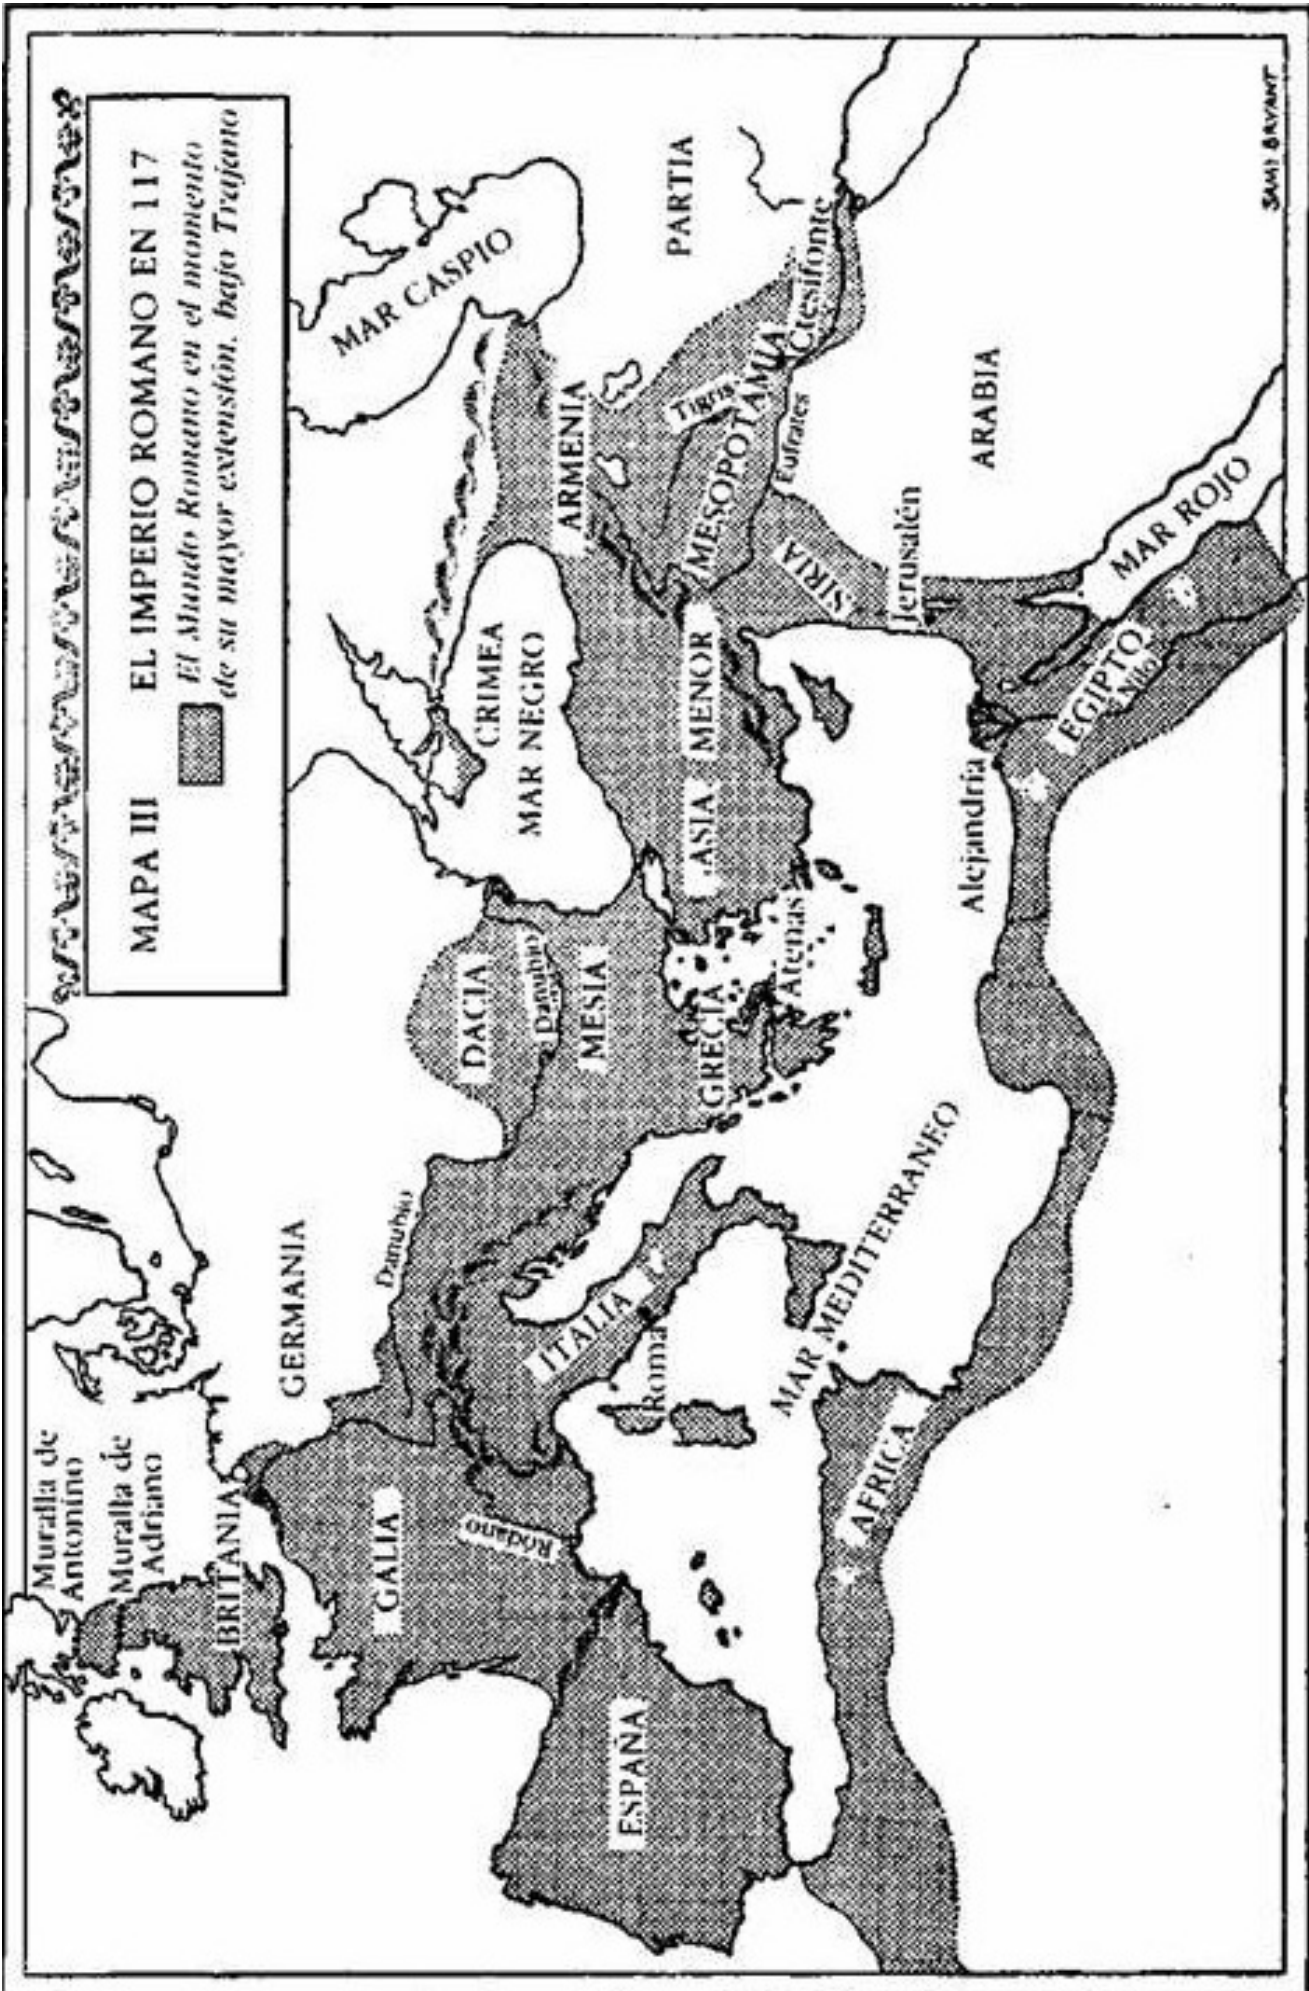 MAPA III
EL IMPERIO ROMANO EN 117
El Mundo Romano en el momento
de su mayor extensión, bajo Trajano
Muralla de
Antonino
Muralla de
Adriano
BRITANIA
GERMANIA
GALIA
Ródano
ESPAÑA
Danubio
ITALIA
Roma
DACIA
Danubio
MESIA
GRECIA
Atenas
CRIMEA
MAR NEGRO
MAR CASPIO
ASIA MENOR
ARMENIA
PARTIA
Tigris
MESOPOTAMIA
Ctesifonte
Eufrates
SIRIA
Jerusalén
ARABIA
MAR MEDITERRANEO
AFRICA
Alejandría
EGIPTO
Nilo
MAR ROJO
SAMI BRYANT